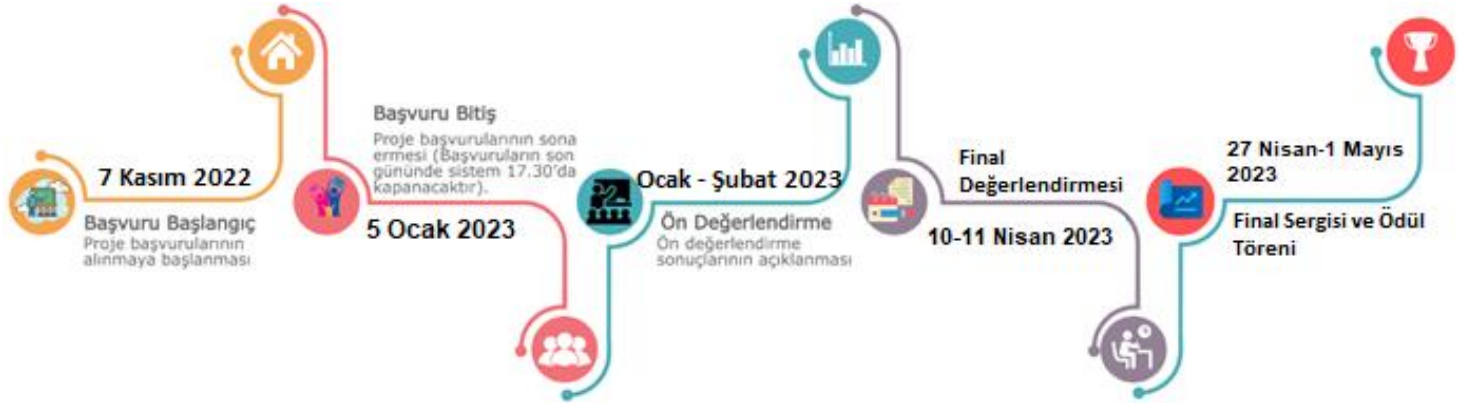 7 Kasım 2022
Başvuru Başlangıç
Proje başvurularının
alınmaya başlanması
Başvuru Bitiş
Proje başvurularının sona
ermesi (Başvuruların son
gününde sistem 17.30'da
kapanacaktır).
5 Ocak 2023
Ocak - Şubat 2023
Ön Değerlendirme
Ön değerlendirme
sonuçlarının açıklanması
Final
Değerlendirmesi
10-11 Nisan 2023
27 Nisan-1 Mayıs
2023
Final Sergisi ve Ödül
Töreni